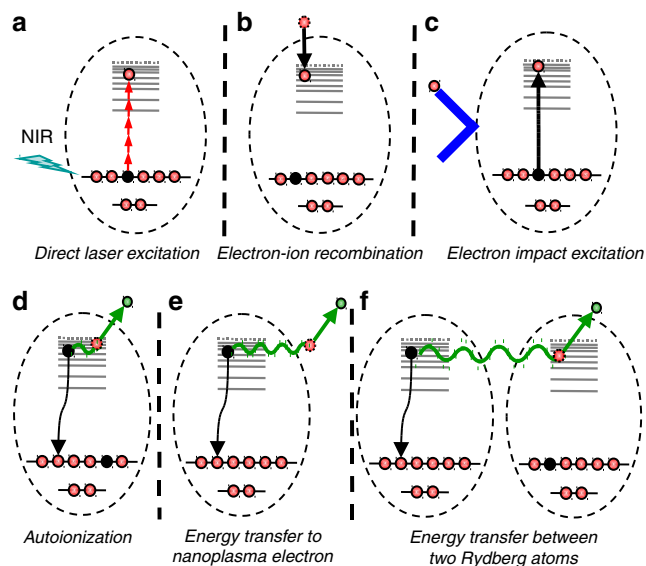 a
b
c
NIR
Direct laser excitation
Electron-ion recombination
Electron impact excitation
d
e
f
Autoionization
Energy transfer to
nanoplasma electron
Energy transfer between
two Rydberg atoms